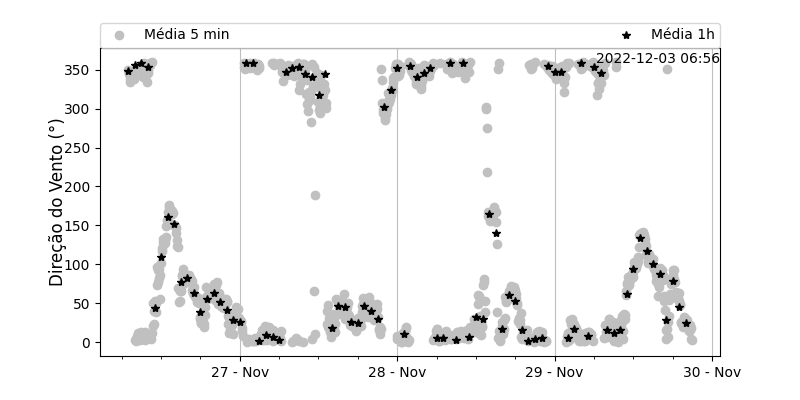 Média 5 min
Média 1h
2022-12-03 06:56
Direção do Vento (°)
350
300
250
200
150
100
50
0
27 - Nov
28 - Nov
29 - Nov
30 - Nov